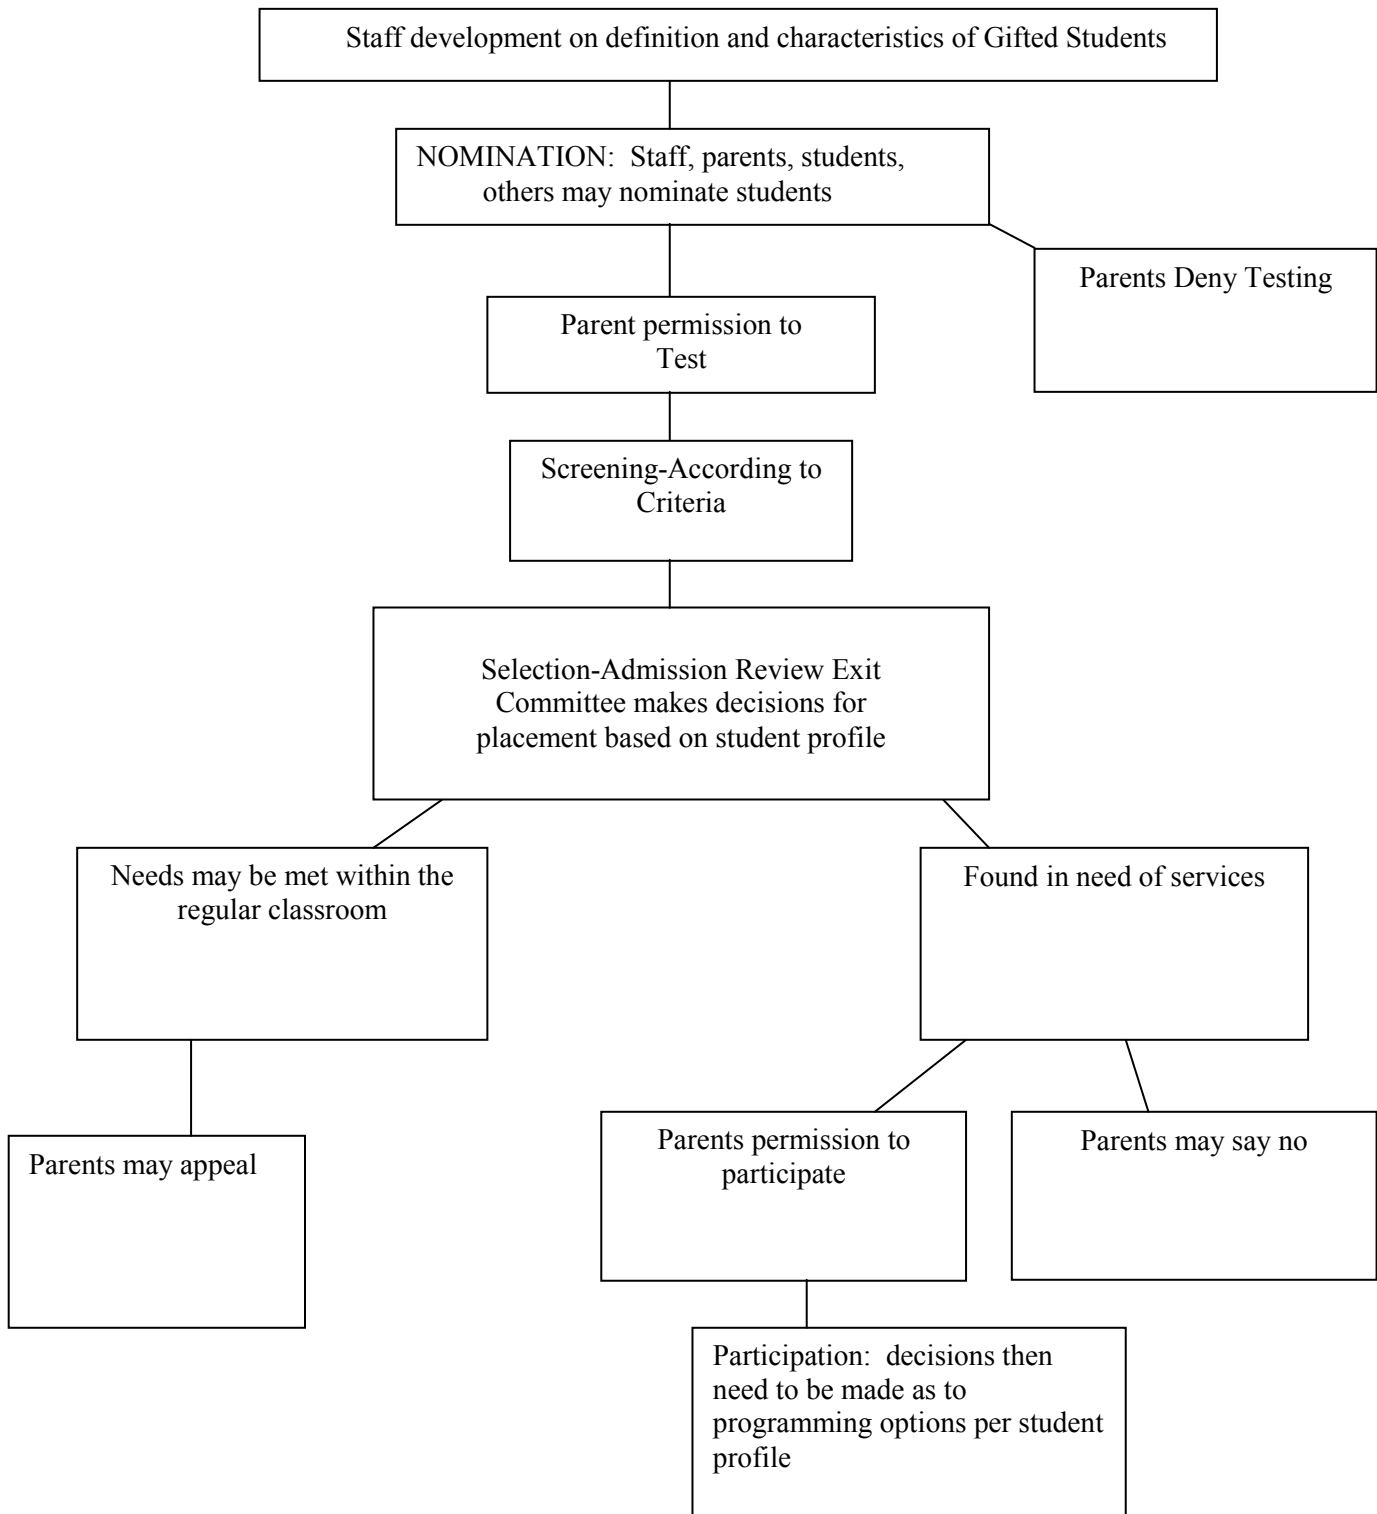 Staff development on definition and characteristics of Gifted Students
NOMINATION:  Staff, parents, students,
others may nominate students
Parents Deny Testing
Parent permission to
Test
Screening-According to
Criteria
Selection-Admission Review Exit
Committee makes decisions for
placement based on student profile
Needs may be met within the
regular classroom
Found in need of services
Parents may appeal
Parents permission to
participate
Parents may say no
Participation:  decisions then
need to be made as to
programming options per student
profile